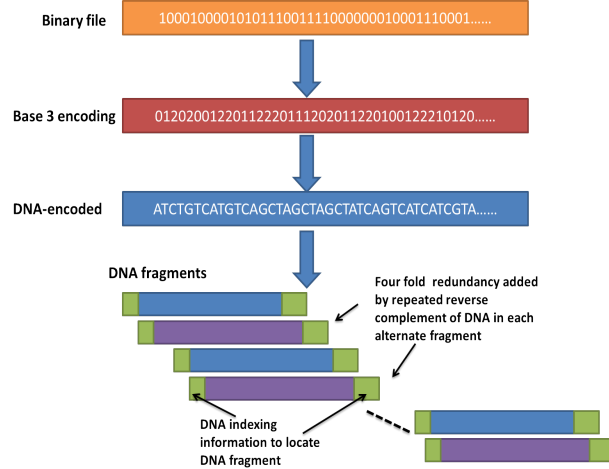 Binary file
10001000010101110011110000000010001110001......
Base 3 encoding
01202001220112220111202011220100122210120......
DNA-encoded
ATCTGTCATGTCAGCTAGCTAGCTATCAGTCATCATCGTA......
DNA fragments
Four fold redundancy added
by repeated reverse
complement of DNA in each
alternate fragment
DNA indexing
information to locate
DNA fragment